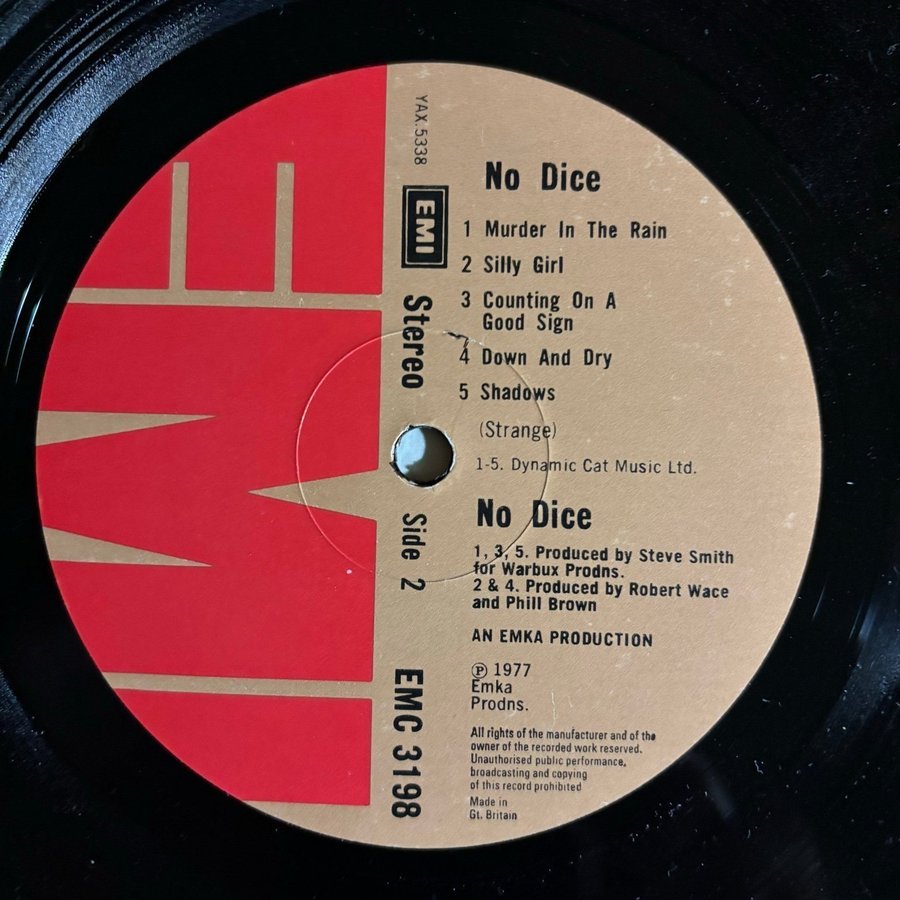 YAX.5338
EMI
Stereo
Side 2
EMC 3198
No Dice
1 Murder In The Rain
2 Silly Girl
3 Counting On A
Good Sign
4 Down And Dry
5 Shadows
(Strange)
1-5. Dynamic Cat Music Ltd.
No Dice
1, 3, 5. Produced by Steve Smith
for Warbux Prodns.
2 & 4. Produced by Robert Wace
and Phill Brown
AN EMKA PRODUCTION
Ⓟ 1977
Emka
Prodns.
All rights of the manufacturer and of the
owner of the recorded work reserved.
Unauthorised public performance,
broadcasting and copying
of this record prohibited
Made in
Gt. Britain